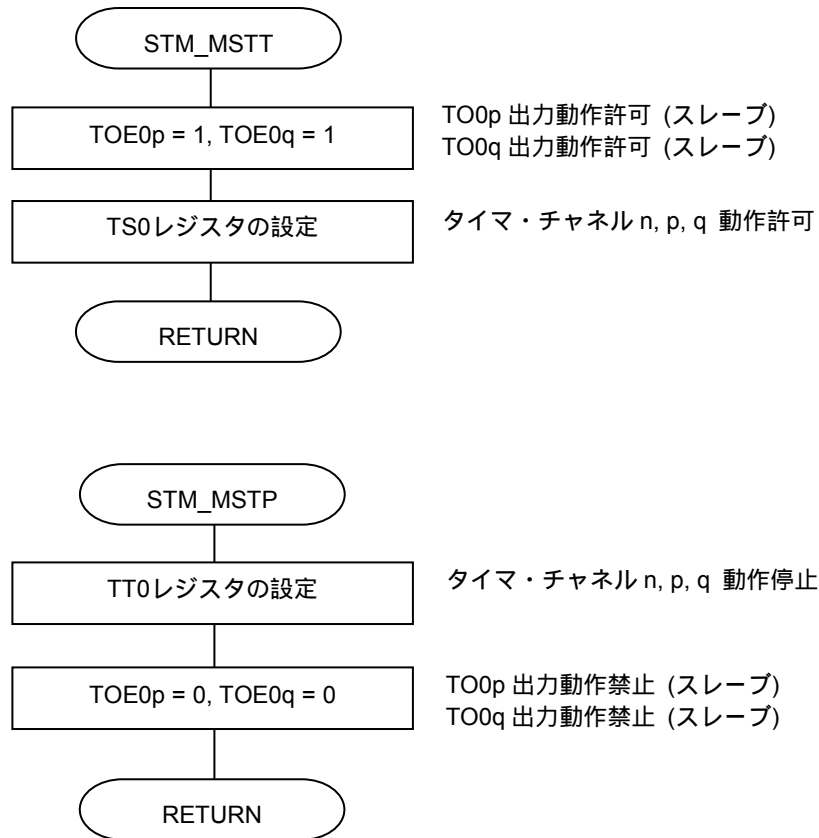 STM_MSTT
TOE0p = 1, TOE0q = 1
TO0p 出力動作許可 (スレーブ)
TO0q 出力動作許可 (スレーブ)
TS0レジスタの設定
タイマ・チャネル n, p, q 動作許可
RETURN
STM_MSTP
TT0レジスタの設定
タイマ・チャネル n, p, q 動作停止
TOE0p = 0, TOE0q = 0
TO0p 出力動作禁止 (スレーブ)
TO0q 出力動作禁止 (スレーブ)
RETURN